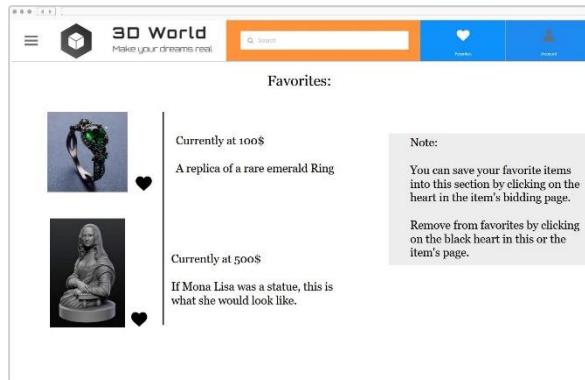 3D World
Make your dreams real
Search
Favorites
Account
Favorites:
Currently at 100$
A replica of a rare emerald Ring
Currently at 500$
If Mona Lisa was a statue, this is
what she would look like.
Note:
You can save your favorite items
into this section by clicking on the
heart in the item's bidding page.
Remove from favorites by clicking
on the black heart in this or the
item's page.